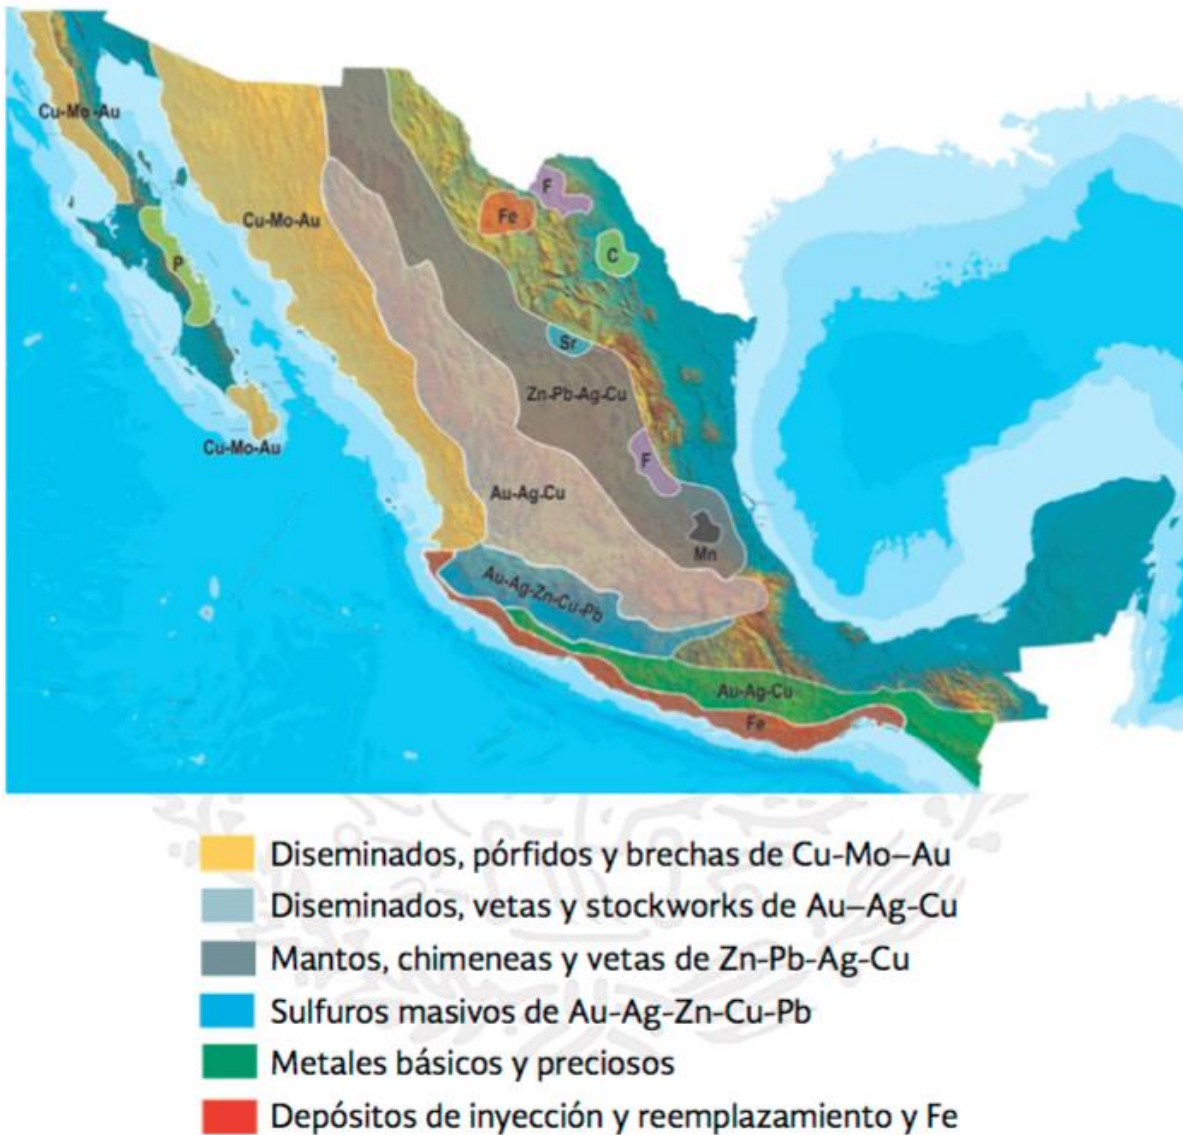 Cu-Mo-Au
F
Fe
Cu-Mo-Au
C
P
Sr
Zn-Pb-Ag-Cu
Cu-Mo-Au
F
Au-Ag-Cu
Mn
Au-Ag-Zn-Cu-Pb
Au-Ag-Cu
Fe
Diseminados, pórfidos y brechas de Cu-Mo–Au
Diseminados, vetas y stockworks de Au–Ag-Cu
Mantos, chimeneas y vetas de Zn-Pb-Ag-Cu
Sulfuros masivos de Au-Ag-Zn-Cu-Pb
Metales básicos y preciosos
Depósitos de inyección y reemplazamiento y Fe